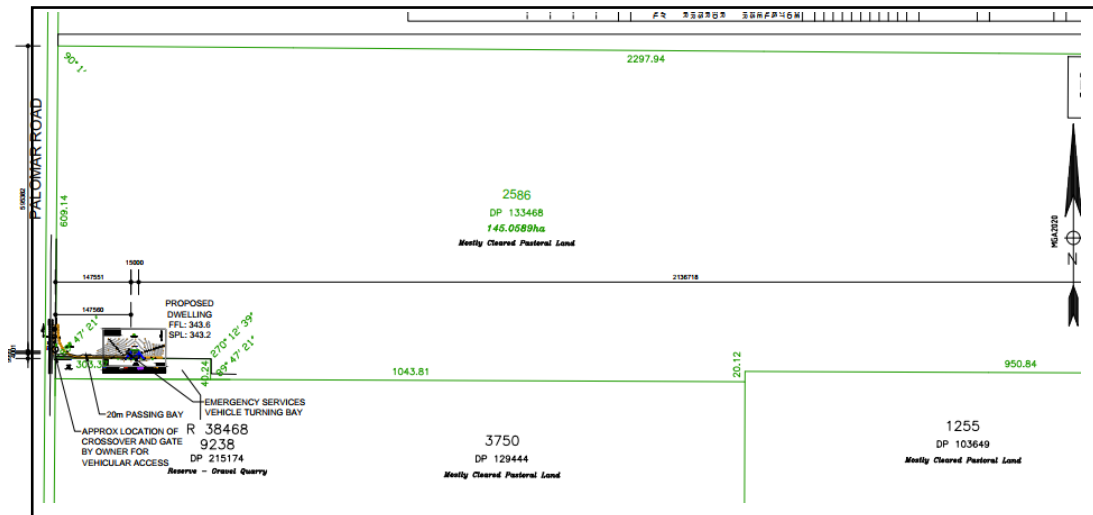 2297.94
90° 1'
PALOMAR ROAD
595382
609.14
2586
DP 133468
145.0589ha
Mostly Cleared Pastoral Land
MGA2020
N
147551
15000
2136718
147560
PROPOSED
DWELLING
FFL: 343.6
SPL: 343.2
47' 21"
270° 12' 39"
89° 47' 21"
303.3
40.24
1043.81
20.12
950.84
EMERGENCY SERVICES
VEHICLE TURNING BAY
20m PASSING BAY
APPROX LOCATION OF
CROSSOVER AND GATE
BY OWNER FOR
VEHICULAR ACCESS
R 38468
9238
DP 215174
Reserve - Gravel Quarry
3750
DP 129444
Mostly Cleared Pastoral Land
1255
DP 103649
Mostly Cleared Pastoral Land